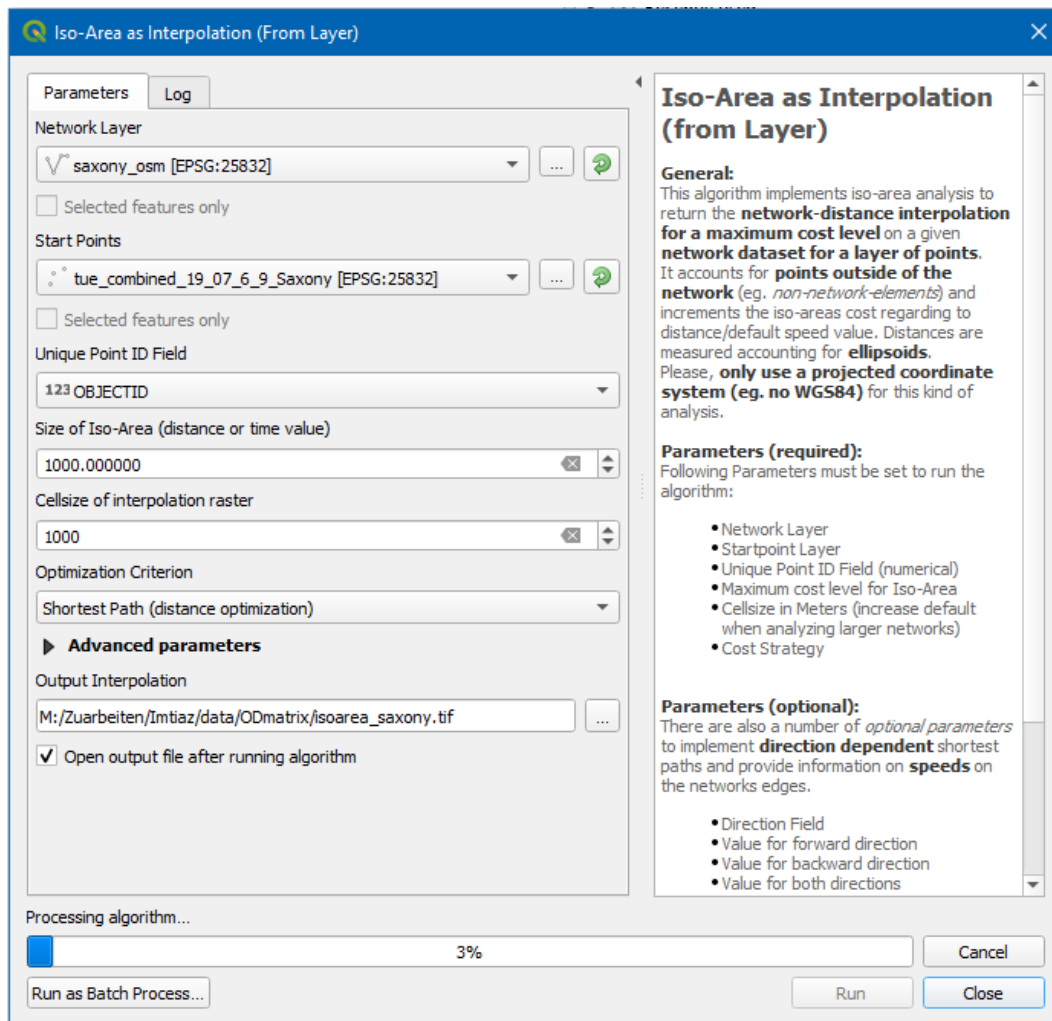 Iso-Area as Interpolation (From Layer)
Parameters
Log
Network Layer
saxony_osm [EPSG:25832]
...
Selected features only
Start Points
tue_combined_19_07_6_9_Saxony [EPSG:25832]
...
Selected features only
Unique Point ID Field
123 OBJECTID
Size of Iso-Area (distance or time value)
1000.000000
Cellsize of interpolation raster
1000
Optimization Criterion
Shortest Path (distance optimization)
Advanced parameters
Output Interpolation
M:/Zuarbeiten/Imtiaz/data/ODmatrix/isoarea_saxony.tif
...
Open output file after running algorithm
Iso-Area as Interpolation
(from Layer)
General:
This algorithm implements iso-area analysis to
return the network-distance interpolation
for a maximum cost level on a given
network dataset for a layer of points.
It accounts for points outside of the
network (eg. non-network-elements) and
increments the iso-areas cost regarding to
distance/default speed value. Distances are
measured accounting for ellipsoids.
Please, only use a projected coordinate
system (eg. no WGS84) for this kind of
analysis.
Parameters (required):
Following Parameters must be set to run the
algorithm:
• Network Layer
• Startpoint Layer
• Unique Point ID Field (numerical)
• Maximum cost level for Iso-Area
• Cellsize in Meters (increase default
when analyzing larger networks)
• Cost Strategy
Parameters (optional):
There are also a number of optional parameters
to implement direction dependent shortest
paths and provide information on speeds on
the networks edges.
• Direction Field
• Value for forward direction
• Value for backward direction
• Value for both directions
Processing algorithm...
3%
Cancel
Run as Batch Process...
Run
Close